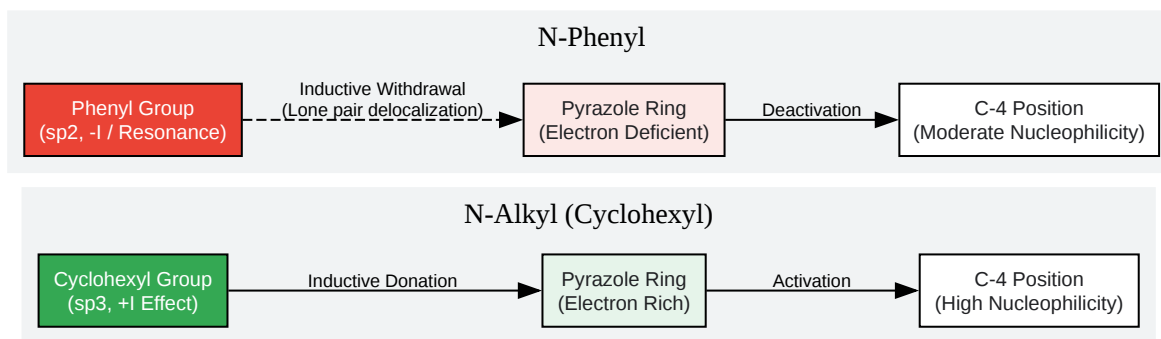 N-Phenyl
Phenyl Group
(sp2, -I / Resonance)
Inductive Withdrawal
(Lone pair delocalization)
Pyrazole Ring
(Electron Deficient)
Deactivation
C-4 Position
(Moderate Nucleophilicity)
N-Alkyl (Cyclohexyl)
Cyclohexyl Group
(sp3, +I Effect)
Inductive Donation
Pyrazole Ring
(Electron Rich)
Activation
C-4 Position
(High Nucleophilicity)